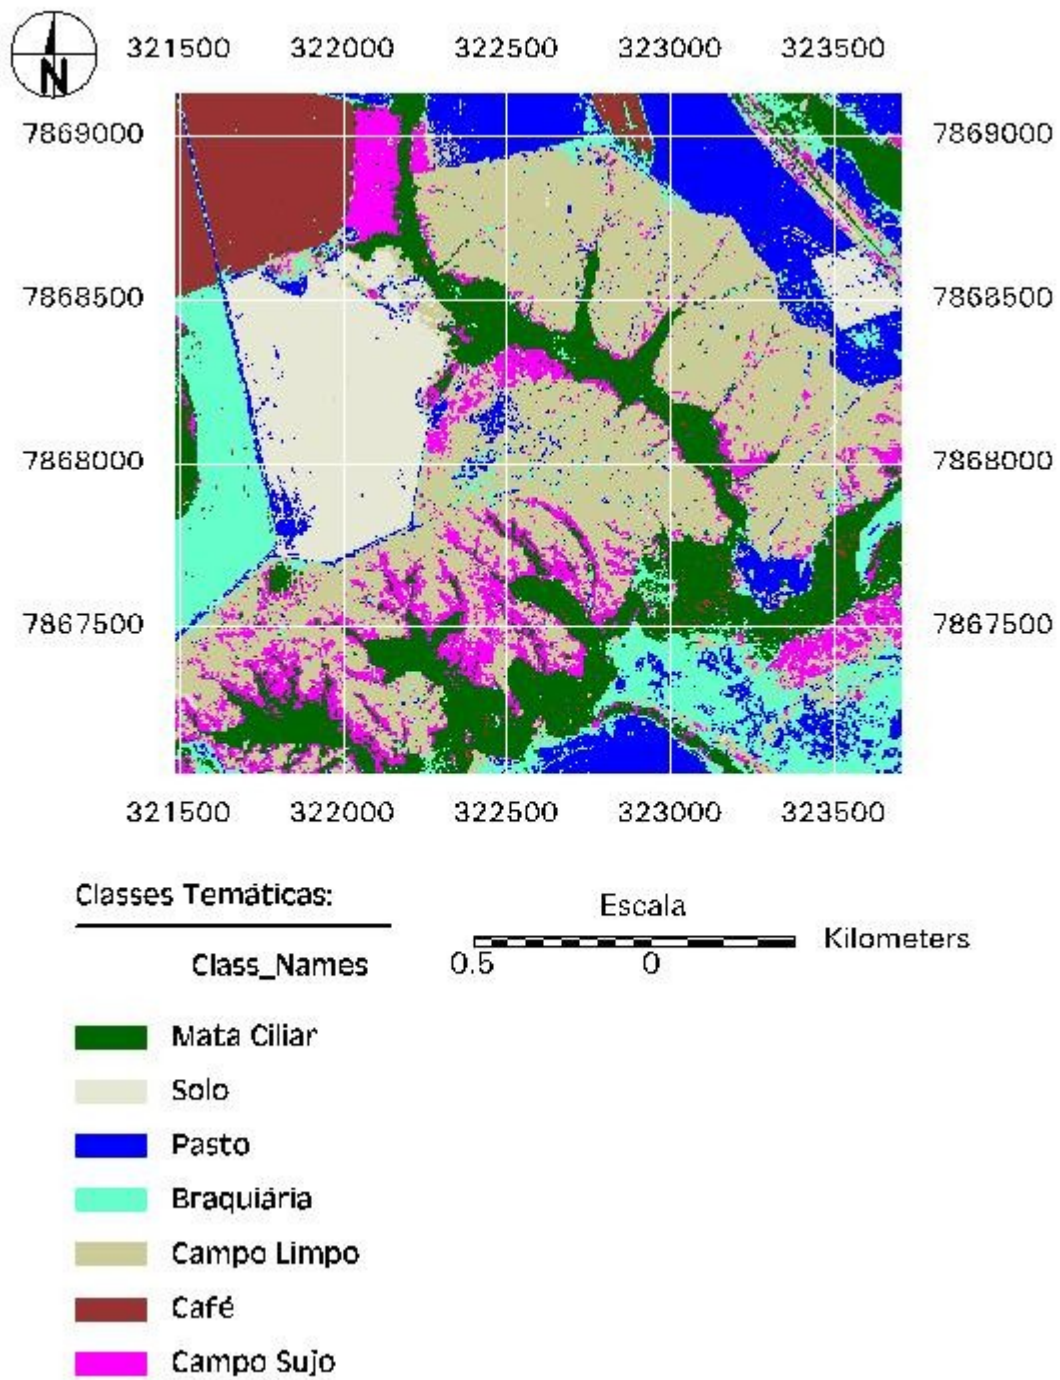 N
321500 322000 322500 323000 323500
7869000 7869000
7868500 7868500
7868000 7868000
7867500 7867500
321500 322000 322500 323000 323500
Classes Temáticas:
Escala
Kilometers
0.5 0
Class_Names
Mata Ciliar
Solo
Pasto
Braquiária
Campo Limpo
Café
Campo Sujo